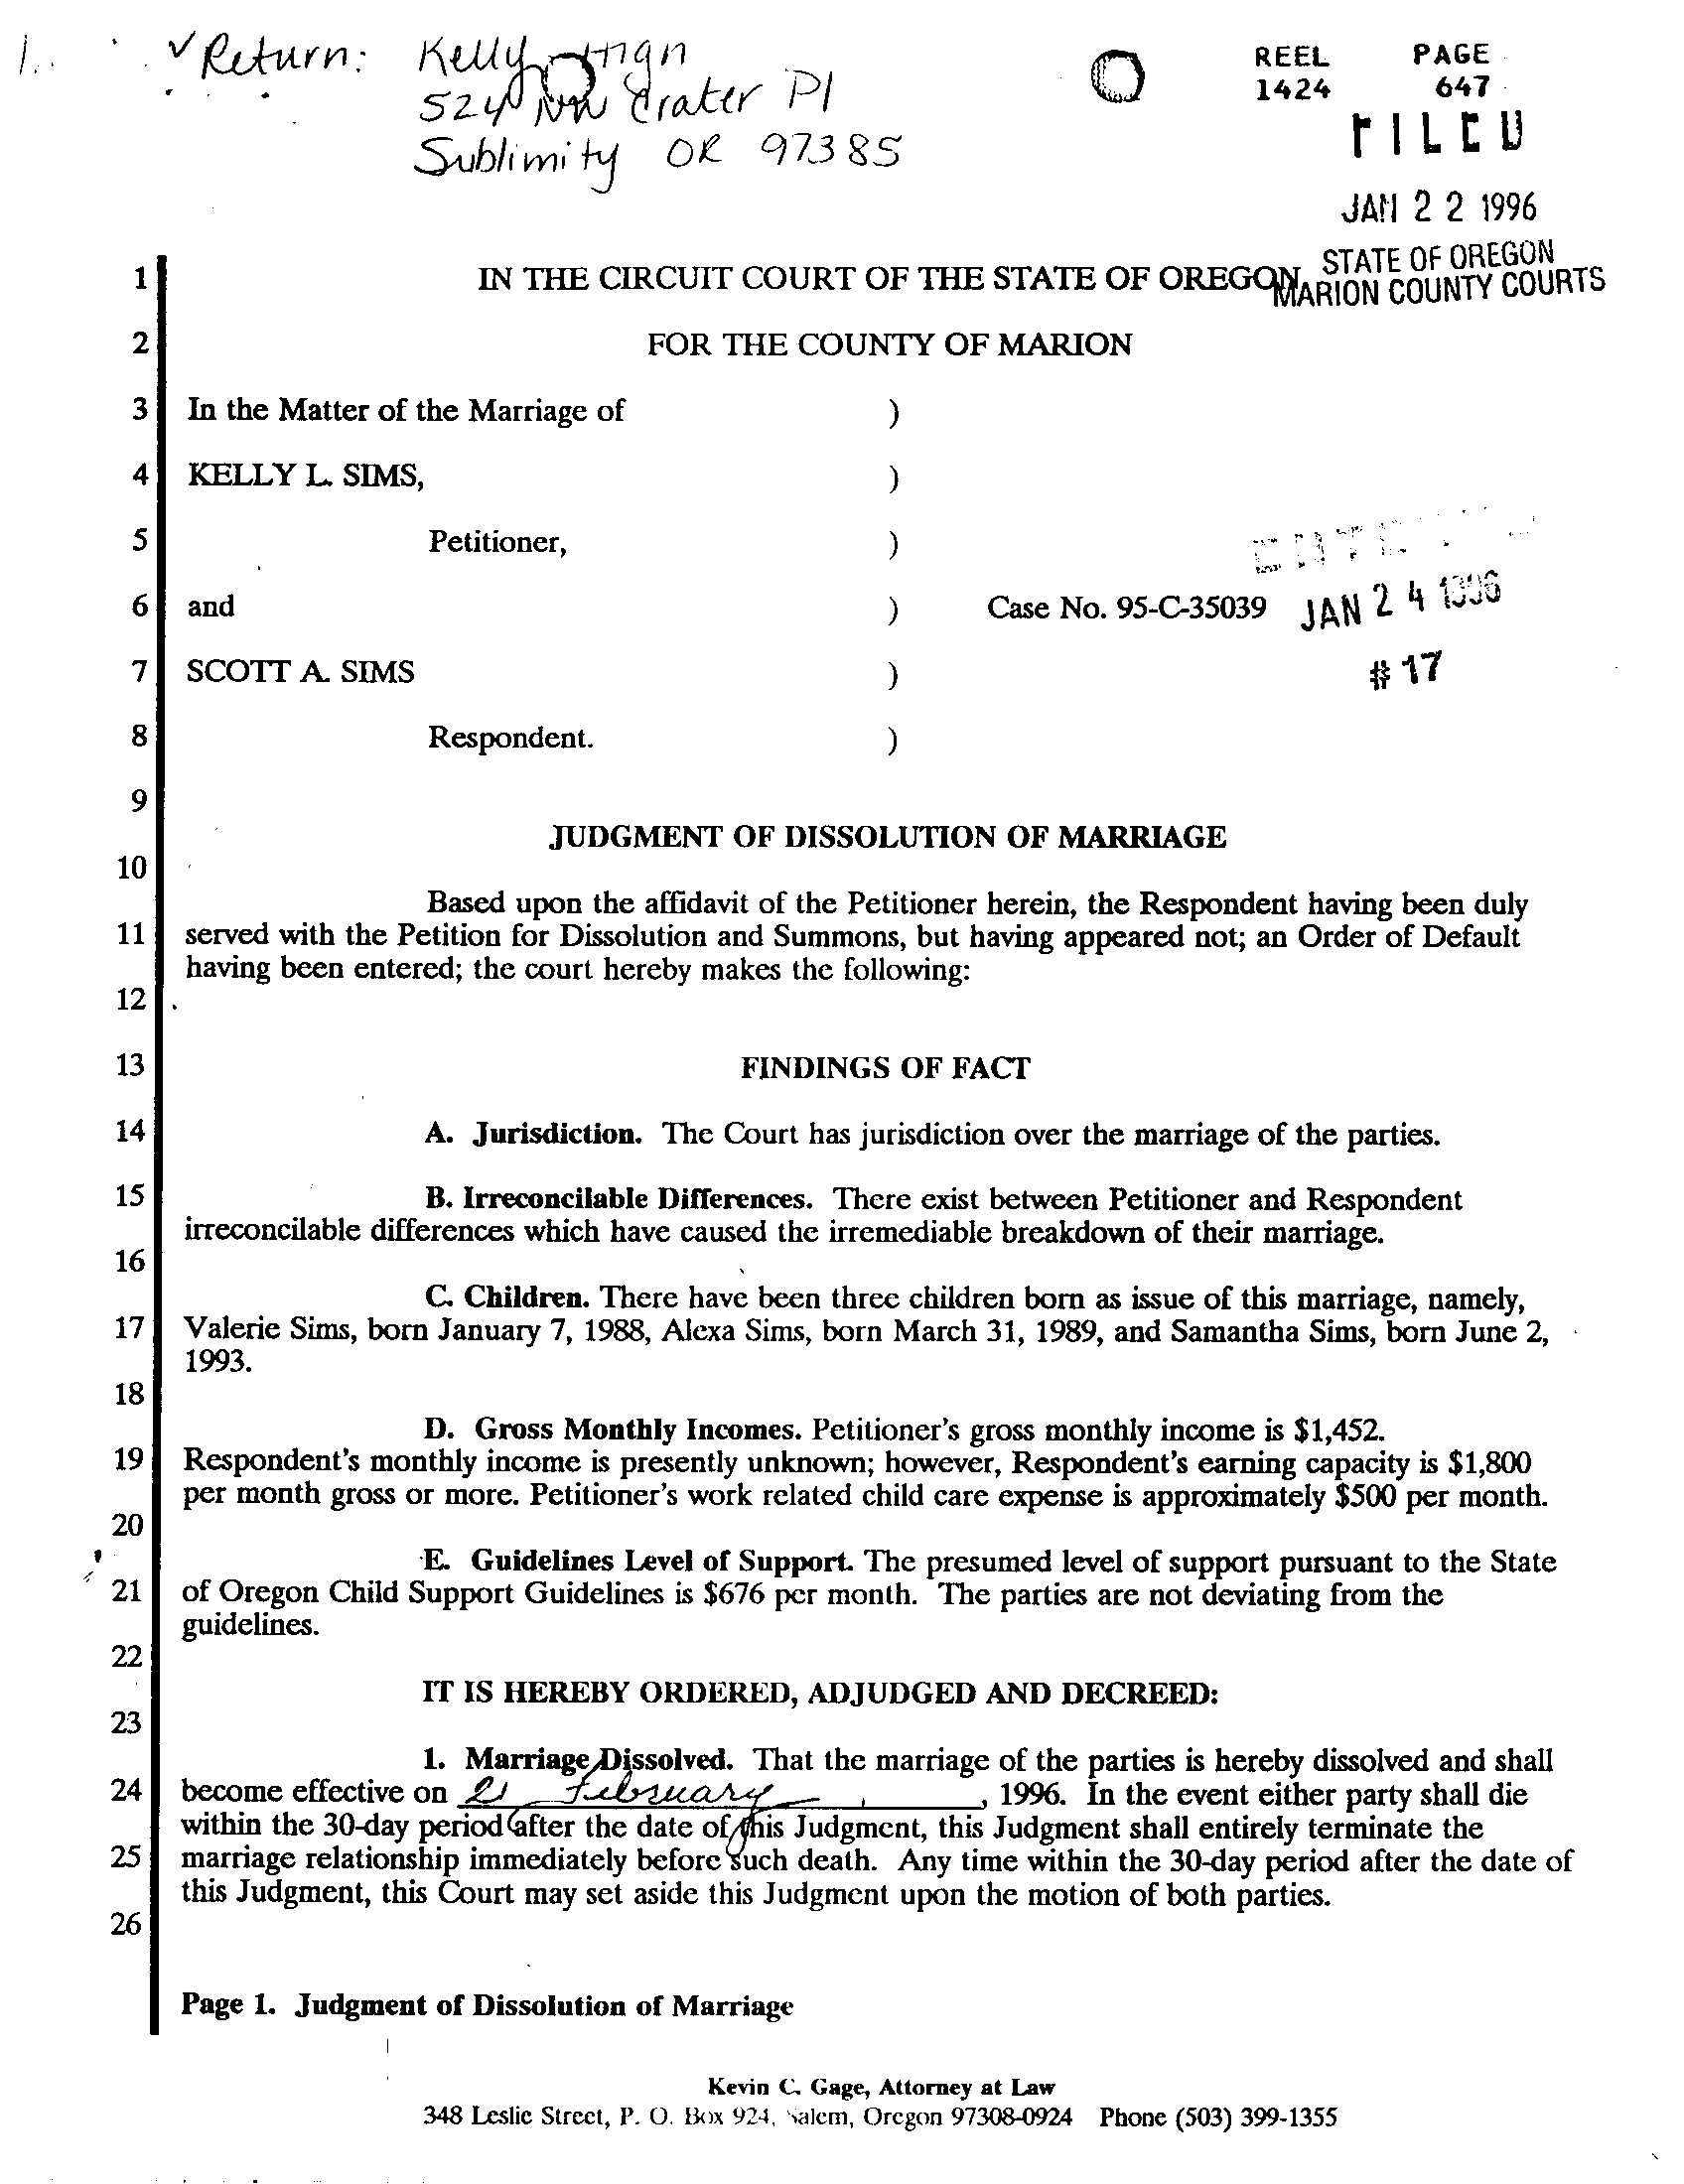 1.
✓ Return: Kelly
524 NW Crater Pl
Sublimity OR 97385
REEL PAGE
1424 647
FILED
JAN 22 1996
STATE OF OREGON
MARION COUNTY COURTS
1 IN THE CIRCUIT COURT OF THE STATE OF OREGON
2 FOR THE COUNTY OF MARION
3 In the Matter of the Marriage of )
4 KELLY L. SIMS, )
5 Petitioner, )
6 and ) Case No. 95-C-35039 JAN 24 1996
7 SCOTT A. SIMS ) # 17
8 Respondent. )
9
JUDGMENT OF DISSOLUTION OF MARRIAGE
10
Based upon the affidavit of the Petitioner herein, the Respondent having been duly
11 served with the Petition for Dissolution and Summons, but having appeared not; an Order of Default
having been entered; the court hereby makes the following:
12
13 FINDINGS OF FACT
14 A. Jurisdiction. The Court has jurisdiction over the marriage of the parties.
15 B. Irreconcilable Differences. There exist between Petitioner and Respondent
irreconcilable differences which have caused the irremediable breakdown of their marriage.
16
C. Children. There have been three children born as issue of this marriage, namely,
17 Valerie Sims, born January 7, 1988, Alexa Sims, born March 31, 1989, and Samantha Sims, born June 2,
1993.
18
D. Gross Monthly Incomes. Petitioner's gross monthly income is $1,452.
19 Respondent's monthly income is presently unknown; however, Respondent's earning capacity is $1,800
per month gross or more. Petitioner's work related child care expense is approximately $500 per month.
20
E. Guidelines Level of Support. The presumed level of support pursuant to the State
21 of Oregon Child Support Guidelines is $676 per month. The parties are not deviating from the
guidelines.
22
IT IS HEREBY ORDERED, ADJUDGED AND DECREED:
23
1. Marriage Dissolved. That the marriage of the parties is hereby dissolved and shall
24 become effective on 21 February, 1996. In the event either party shall die
within the 30-day period after the date of this Judgment, this Judgment shall entirely terminate the
25 marriage relationship immediately before such death. Any time within the 30-day period after the date of
this Judgment, this Court may set aside this Judgment upon the motion of both parties.
26
Page 1. Judgment of Dissolution of Marriage
Kevin C. Gage, Attorney at Law
348 Leslie Street, P. O. Box 924, Salem, Oregon 97308-0924 Phone (503) 399-1355